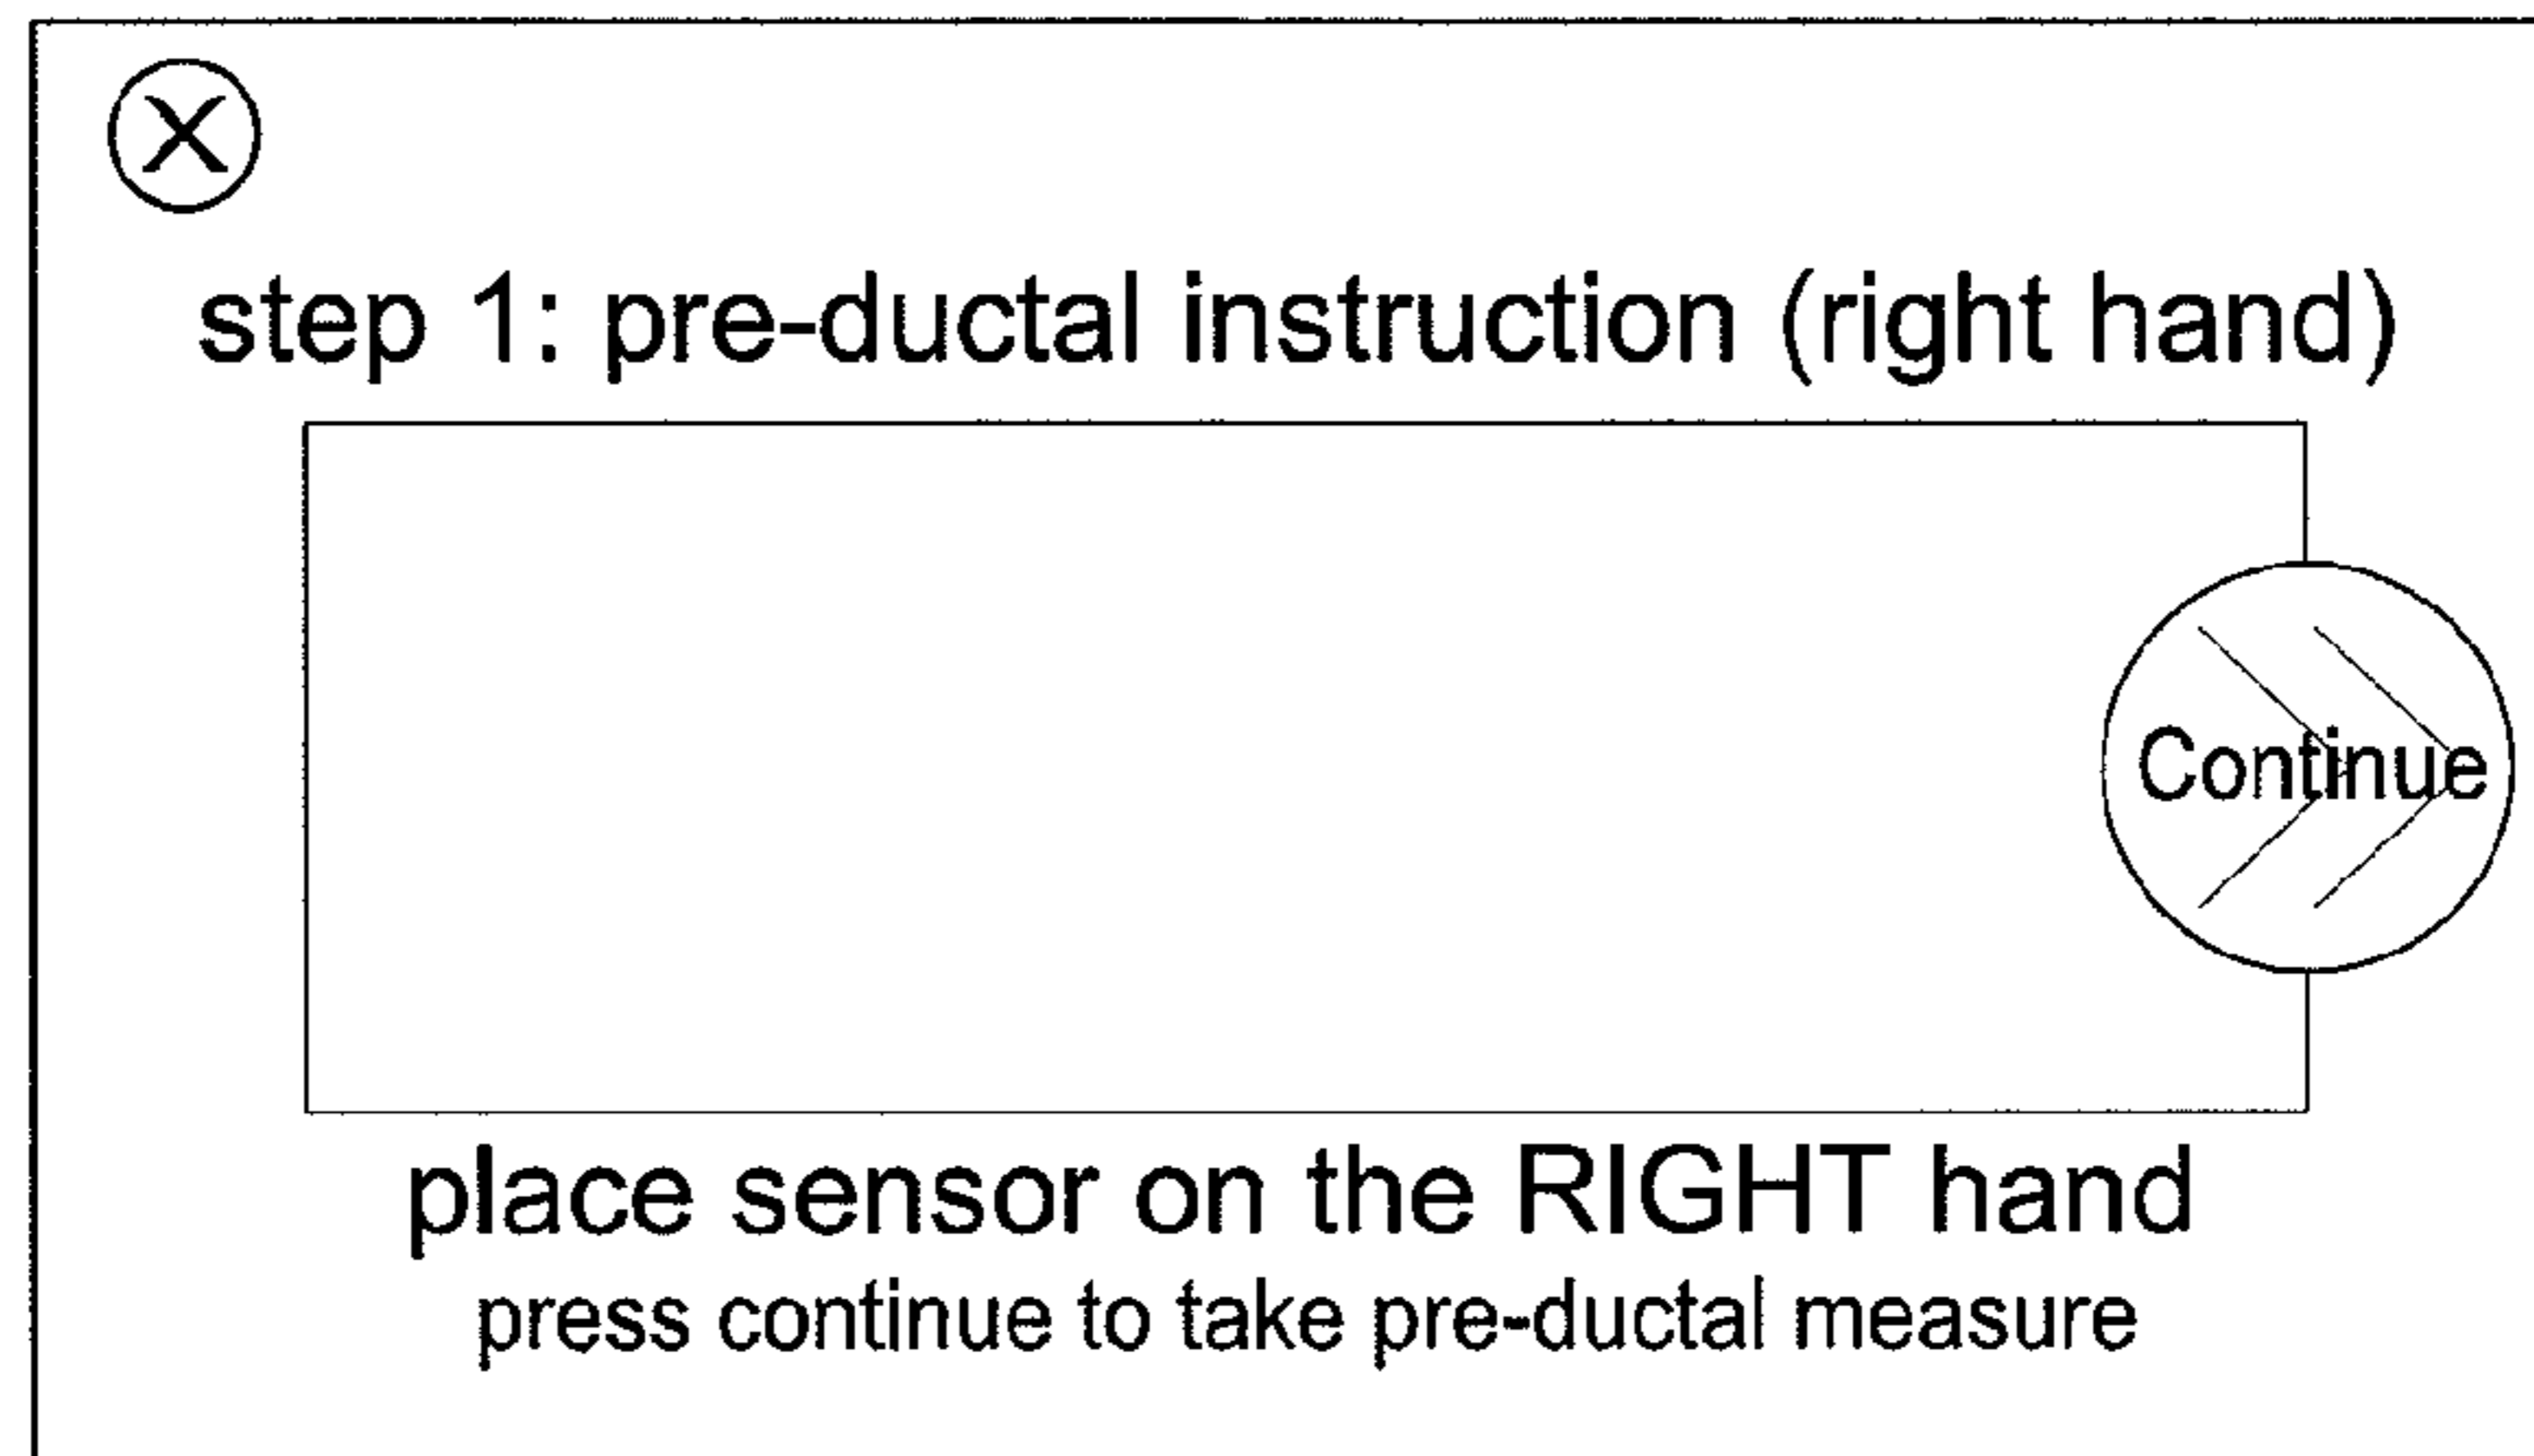 X
step 1: pre-ductal instruction (right hand)
Continue
place sensor on the RIGHT hand
press continue to take pre-ductal measure